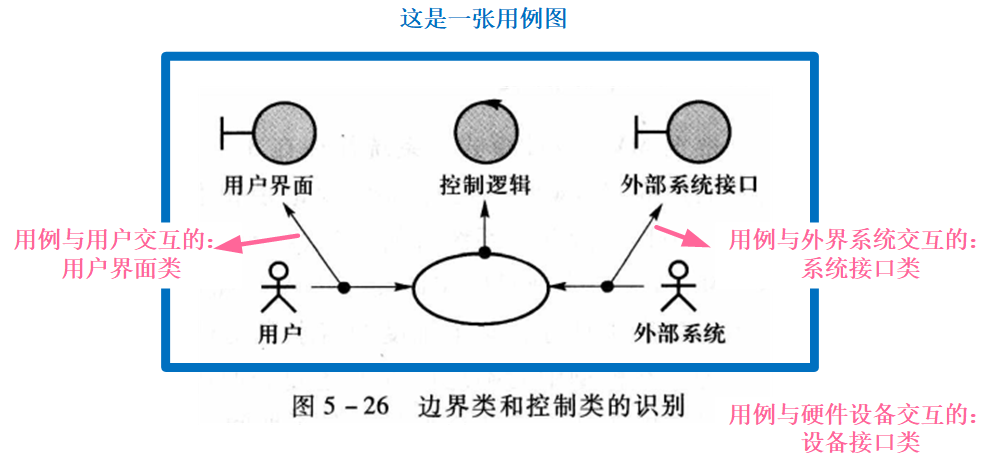 这是一张用例图
用户界面
控制逻辑
外部系统接口
用例与用户交互的：
用户界面类
用例与外界系统交互的：
系统接口类
用户
外部系统
图 5-26 边界类和控制类的识别
用例与硬件设备交互的：
设备接口类